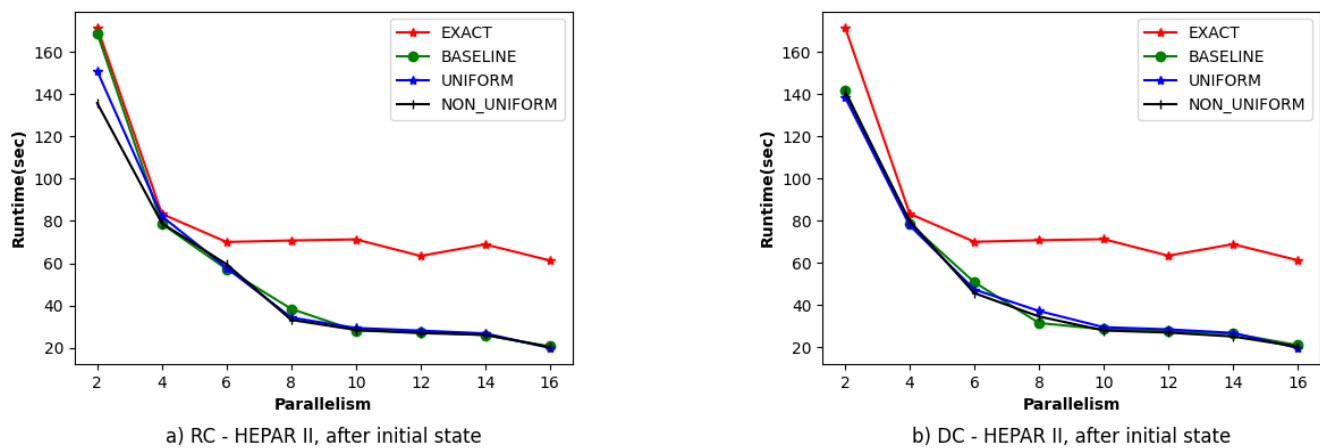 160
140
120
100
80
60
40
20
Runtime(sec)
EXACT
BASELINE
UNIFORM
NON_UNIFORM
2 4 6 8 10 12 14 16
Parallelism
a) RC - HEPAR II, after initial state
160
140
120
100
80
60
40
20
Runtime(sec)
EXACT
BASELINE
UNIFORM
NON_UNIFORM
2 4 6 8 10 12 14 16
Parallelism
b) DC - HEPAR II, after initial state